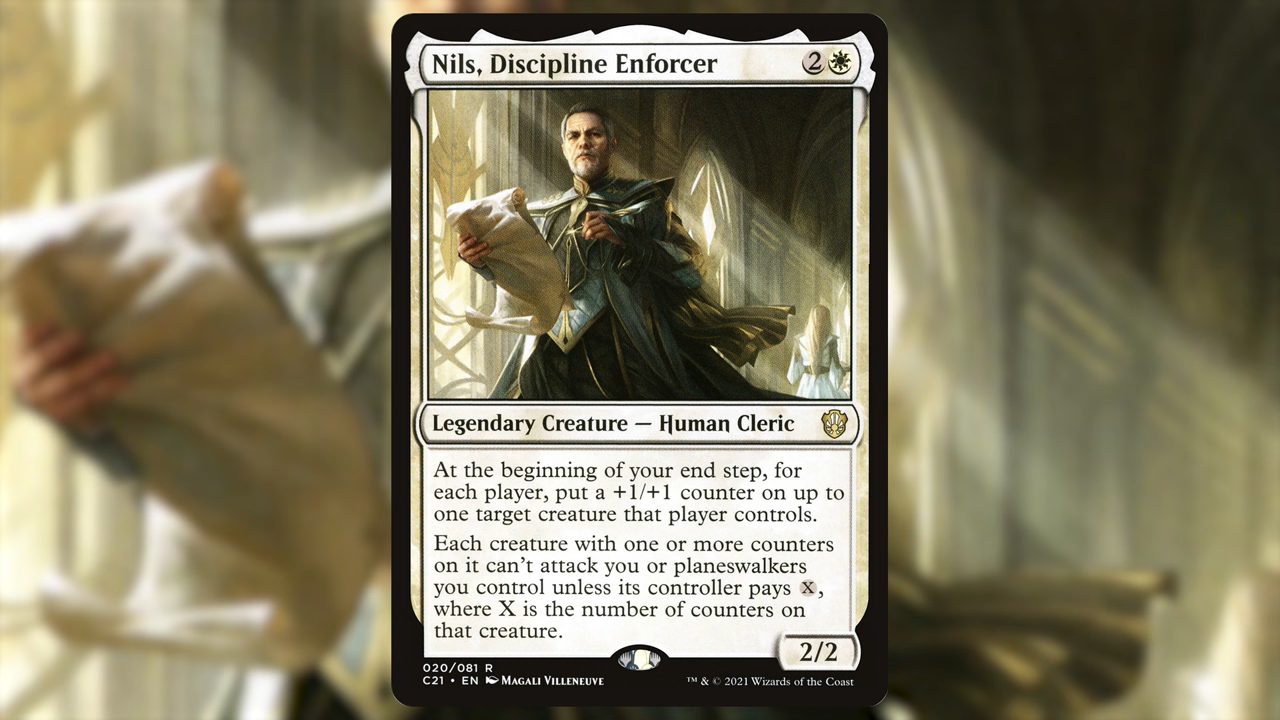 Nils, Discipline Enforcer 2
Legendary Creature — Human Cleric
At the beginning of your end step, for
each player, put a +1/+1 counter on up to
one target creature that player controls.
Each creature with one or more counters
on it can't attack you or planeswalkers
you control unless its controller pays X,
where X is the number of counters on
that creature.
2/2
020/081 R
C21 • EN Magali Villeneuve
™ & © 2021 Wizards of the Coast